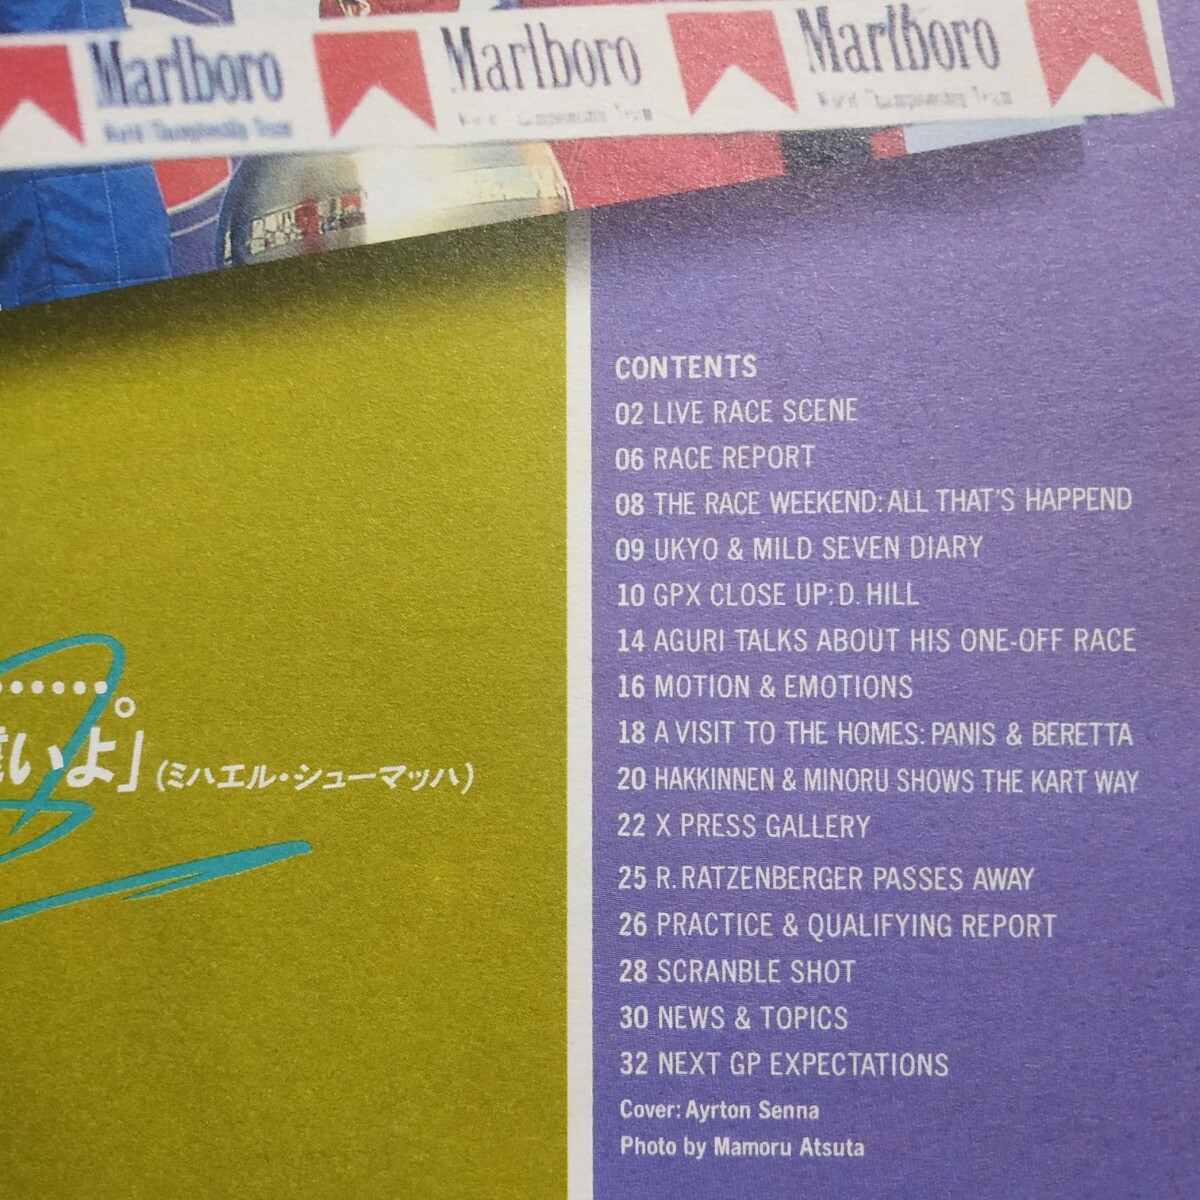 Marlboro Marlboro Marlboro
World Championship Team
CONTENTS
02 LIVE RACE SCENE
06 RACE REPORT
08 THE RACE WEEKEND: ALL THAT'S HAPPEND
09 UKYO & MILD SEVEN DIARY
10 GPX CLOSE UP: D. HILL
14 AGURI TALKS ABOUT HIS ONE-OFF RACE
16 MOTION & EMOTIONS
18 A VISIT TO THE HOMES: PANIS & BERETTA
20 HAKKINNEN & MINORU SHOWS THE KART WAY
22 X PRESS GALLERY
25 R. RATZENBERGER PASSES AWAY
26 PRACTICE & QUALIFYING REPORT
28 SCRANBLE SHOT
30 NEWS & TOPICS
32 NEXT GP EXPECTATIONS
Cover: Ayrton Senna
Photo by Mamoru Atsuta
……。
いよ」(ミハエル・シューマッハ)